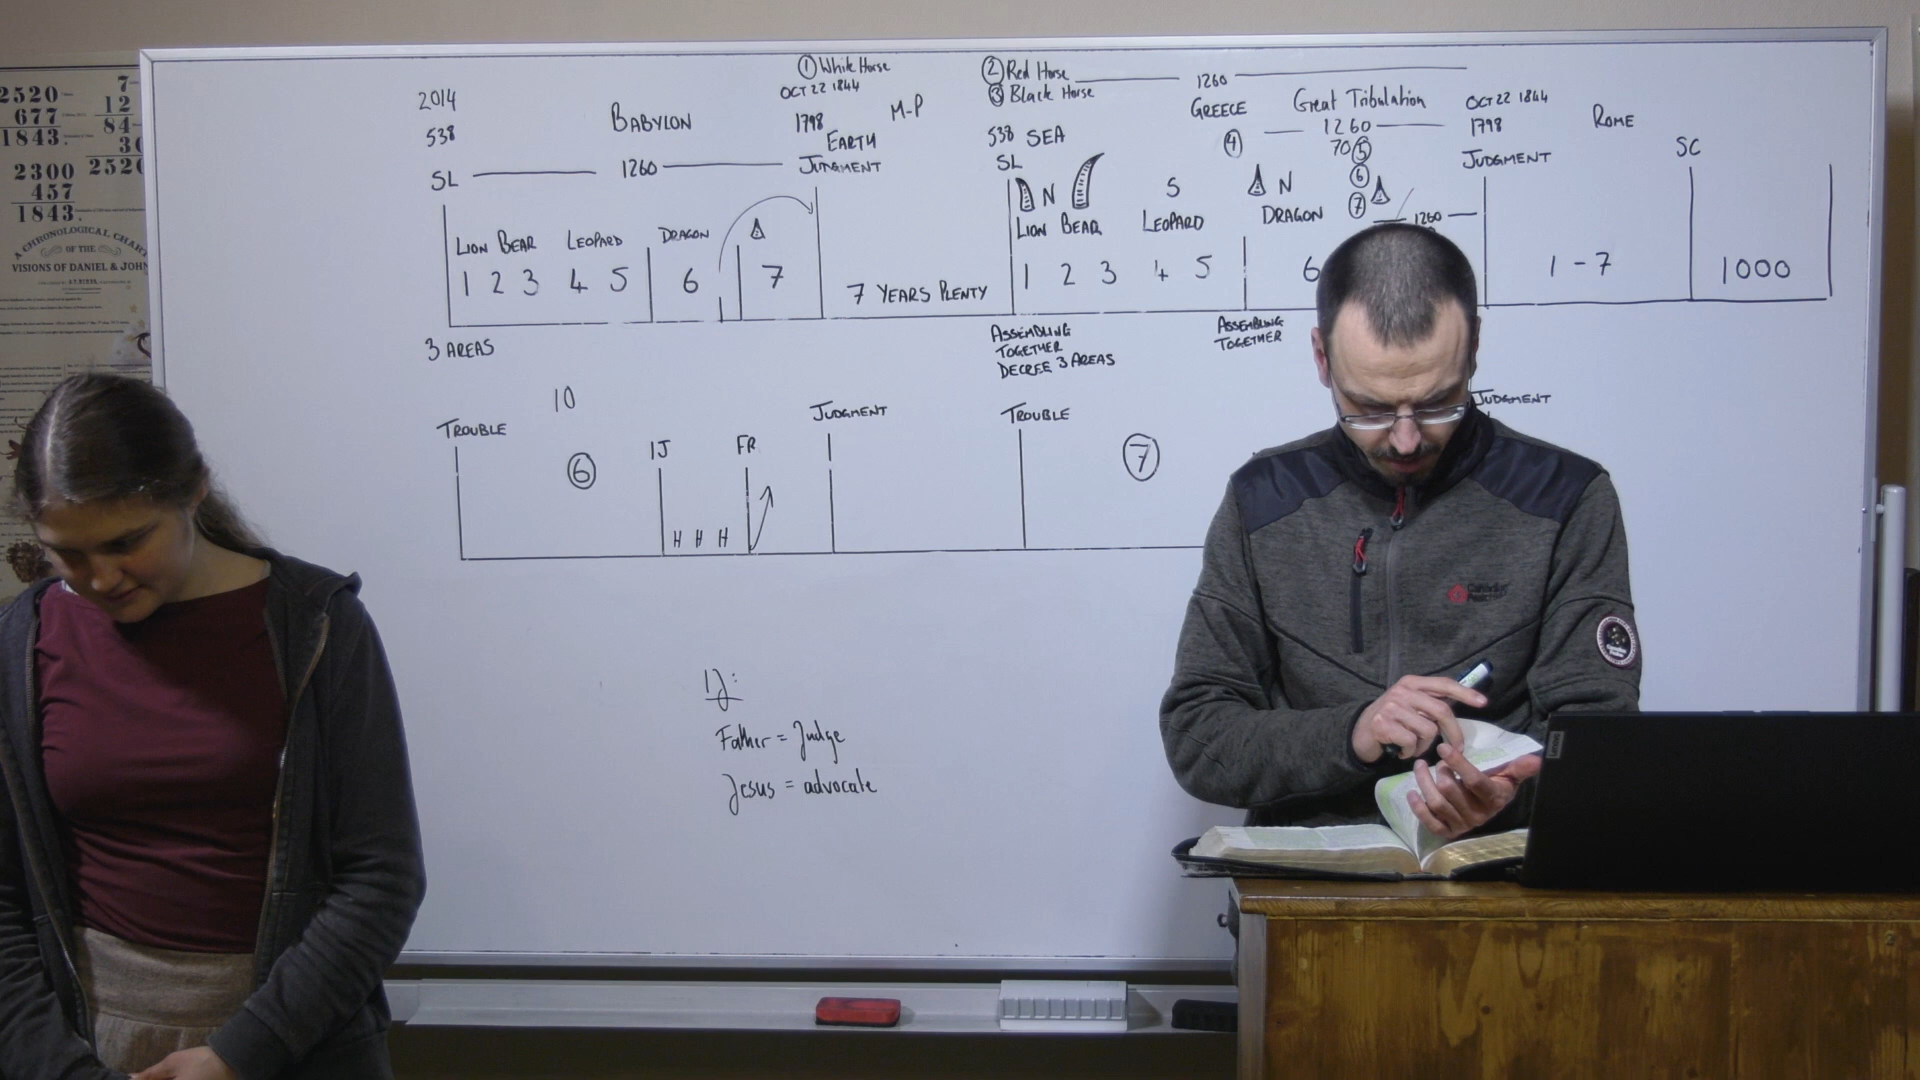 2520
677
1843.
7
12
84
2520
2300
457
1843.
A CHRONOLOGICAL CHART
OF THE
VISIONS OF DANIEL & JOHN
① White Horse
OCT 22 1844
② Red Horse
1260
③ Black Horse
2014
538
BABYLON
1798
EARTH
M-P
538 SEA
GREECE
④
Great Tribulation
1260
70 ⑤
⑥
⑦
OCT 22 1844
1798
ROME
SL
1260
JUDGMENT
SL
JUDGMENT
SC
N
S
N
1260
LION BEAR
LEOPARD
DRAGON
LION BEAR
LEOPARD
DRAGON
1 2 3 4 5 6 7
7 YEARS PLENTY
1 2 3 4 5 6
1-7
1000
3 AREAS
ASSEMBLING
TOGETHER
DECREE 3 AREAS
ASSEMBLING
TOGETHER
10
TROUBLE
JUDGMENT
TROUBLE
JUDGMENT
⑥
IJ
FR
⑦
H H H
IJ:
Father = Judge
Jesus = advocate
Lenovo